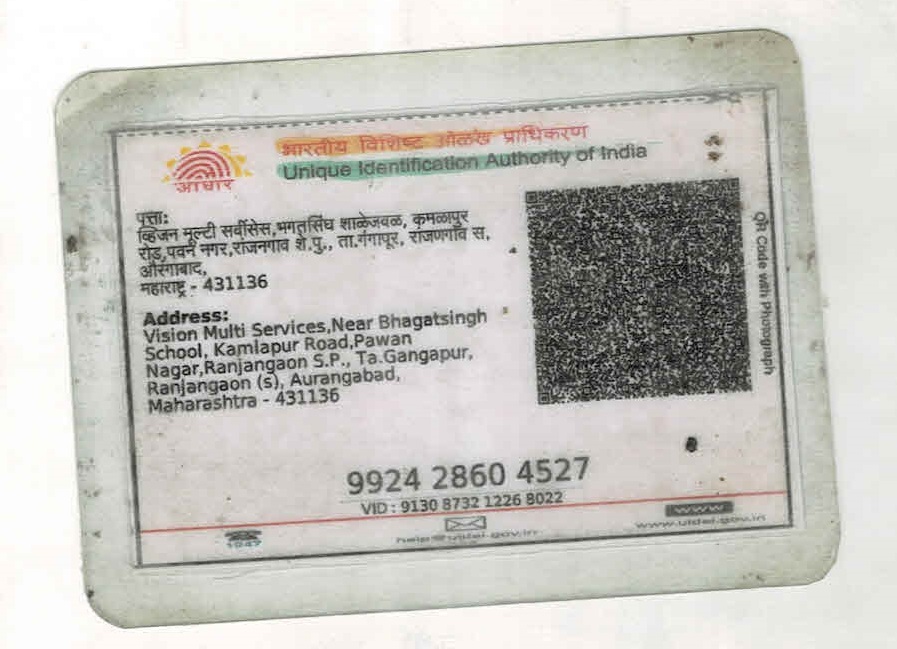 भारतीय विशिष्ट ओळख प्राधिकरण
Unique Identification Authority of India
आधार
पत्ता:
व्हिजन मूल्टी सर्वीसेस,भगतसिंघ शाळेजवळ, कमळापुर
रोड,पवन नगर,रांजनगाव शे.पु., ता.गंगापूर, रांजणगाव स,
औरंगाबाद,
महाराष्ट्र - 431136
Address:
Vision Multi Services,Near Bhagatsingh
School, Kamlapur Road,Pawan
Nagar,Ranjangaon S.P., Ta.Gangapur,
Ranjangaon (s), Aurangabad,
Maharashtra - 431136
QR Code with Photograph
9924 2860 4527
VID : 9130 8732 1226 8022
1947
help@uidai.gov.in
www
www.uidai.gov.in